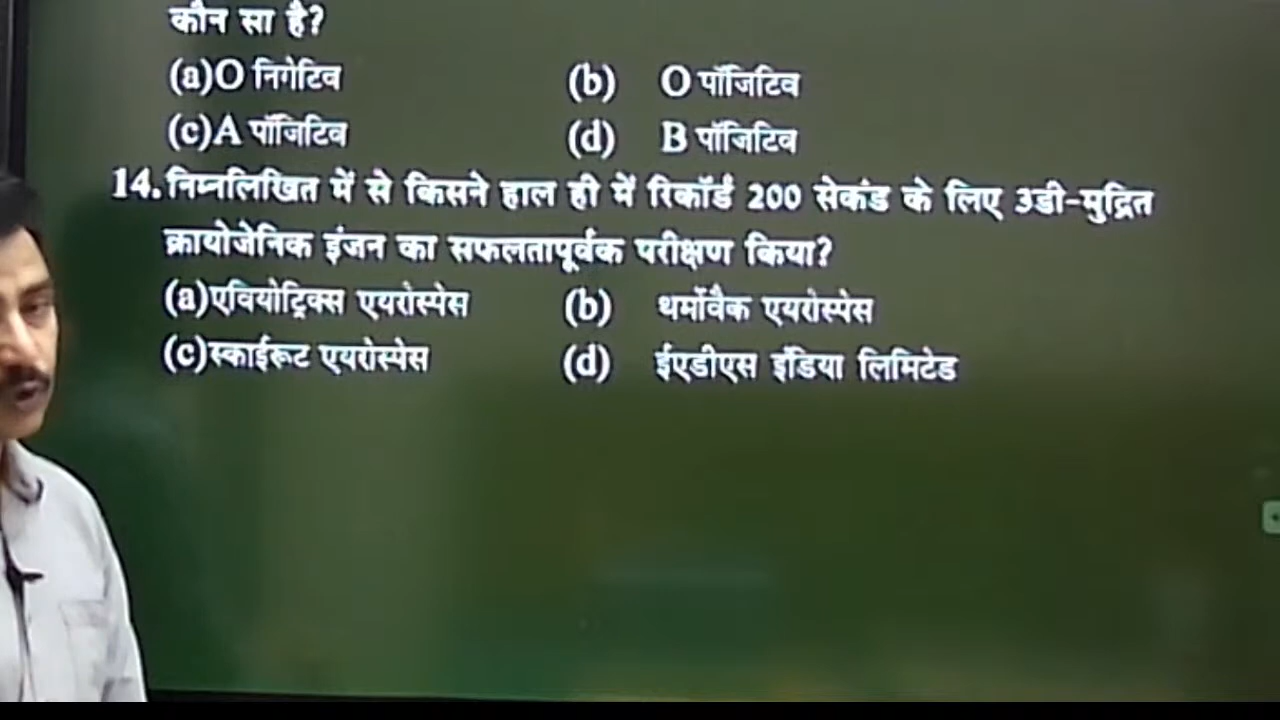 कौन सा है?
(a)O निगेटिव (b) O पॉजिटिव
(c)A पॉजिटिव (d) B पॉजिटिव
14.निम्नलिखित में से किसने हाल ही में रिकॉर्ड 200 सेकंड के लिए 3डी-मुद्रित
क्रायोजेनिक इंजन का सफलतापूर्वक परीक्षण किया?
(a)एवियोट्रिक्स एयरोस्पेस (b) थर्मोवैक एयरोस्पेस
(c)स्काईरूट एयरोस्पेस (d) ईएडीएस इंडिया लिमिटेड